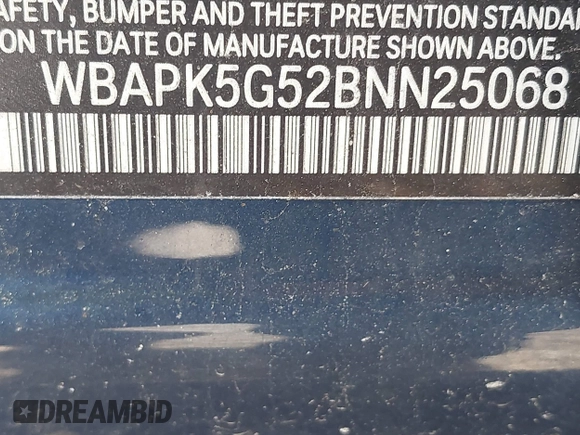 AFETY, BUMPER AND THEFT PREVENTION STANDA
ON THE DATE OF MANUFACTURE SHOWN ABOVE.
WBAPK5G52BNN25068
DREAMBID